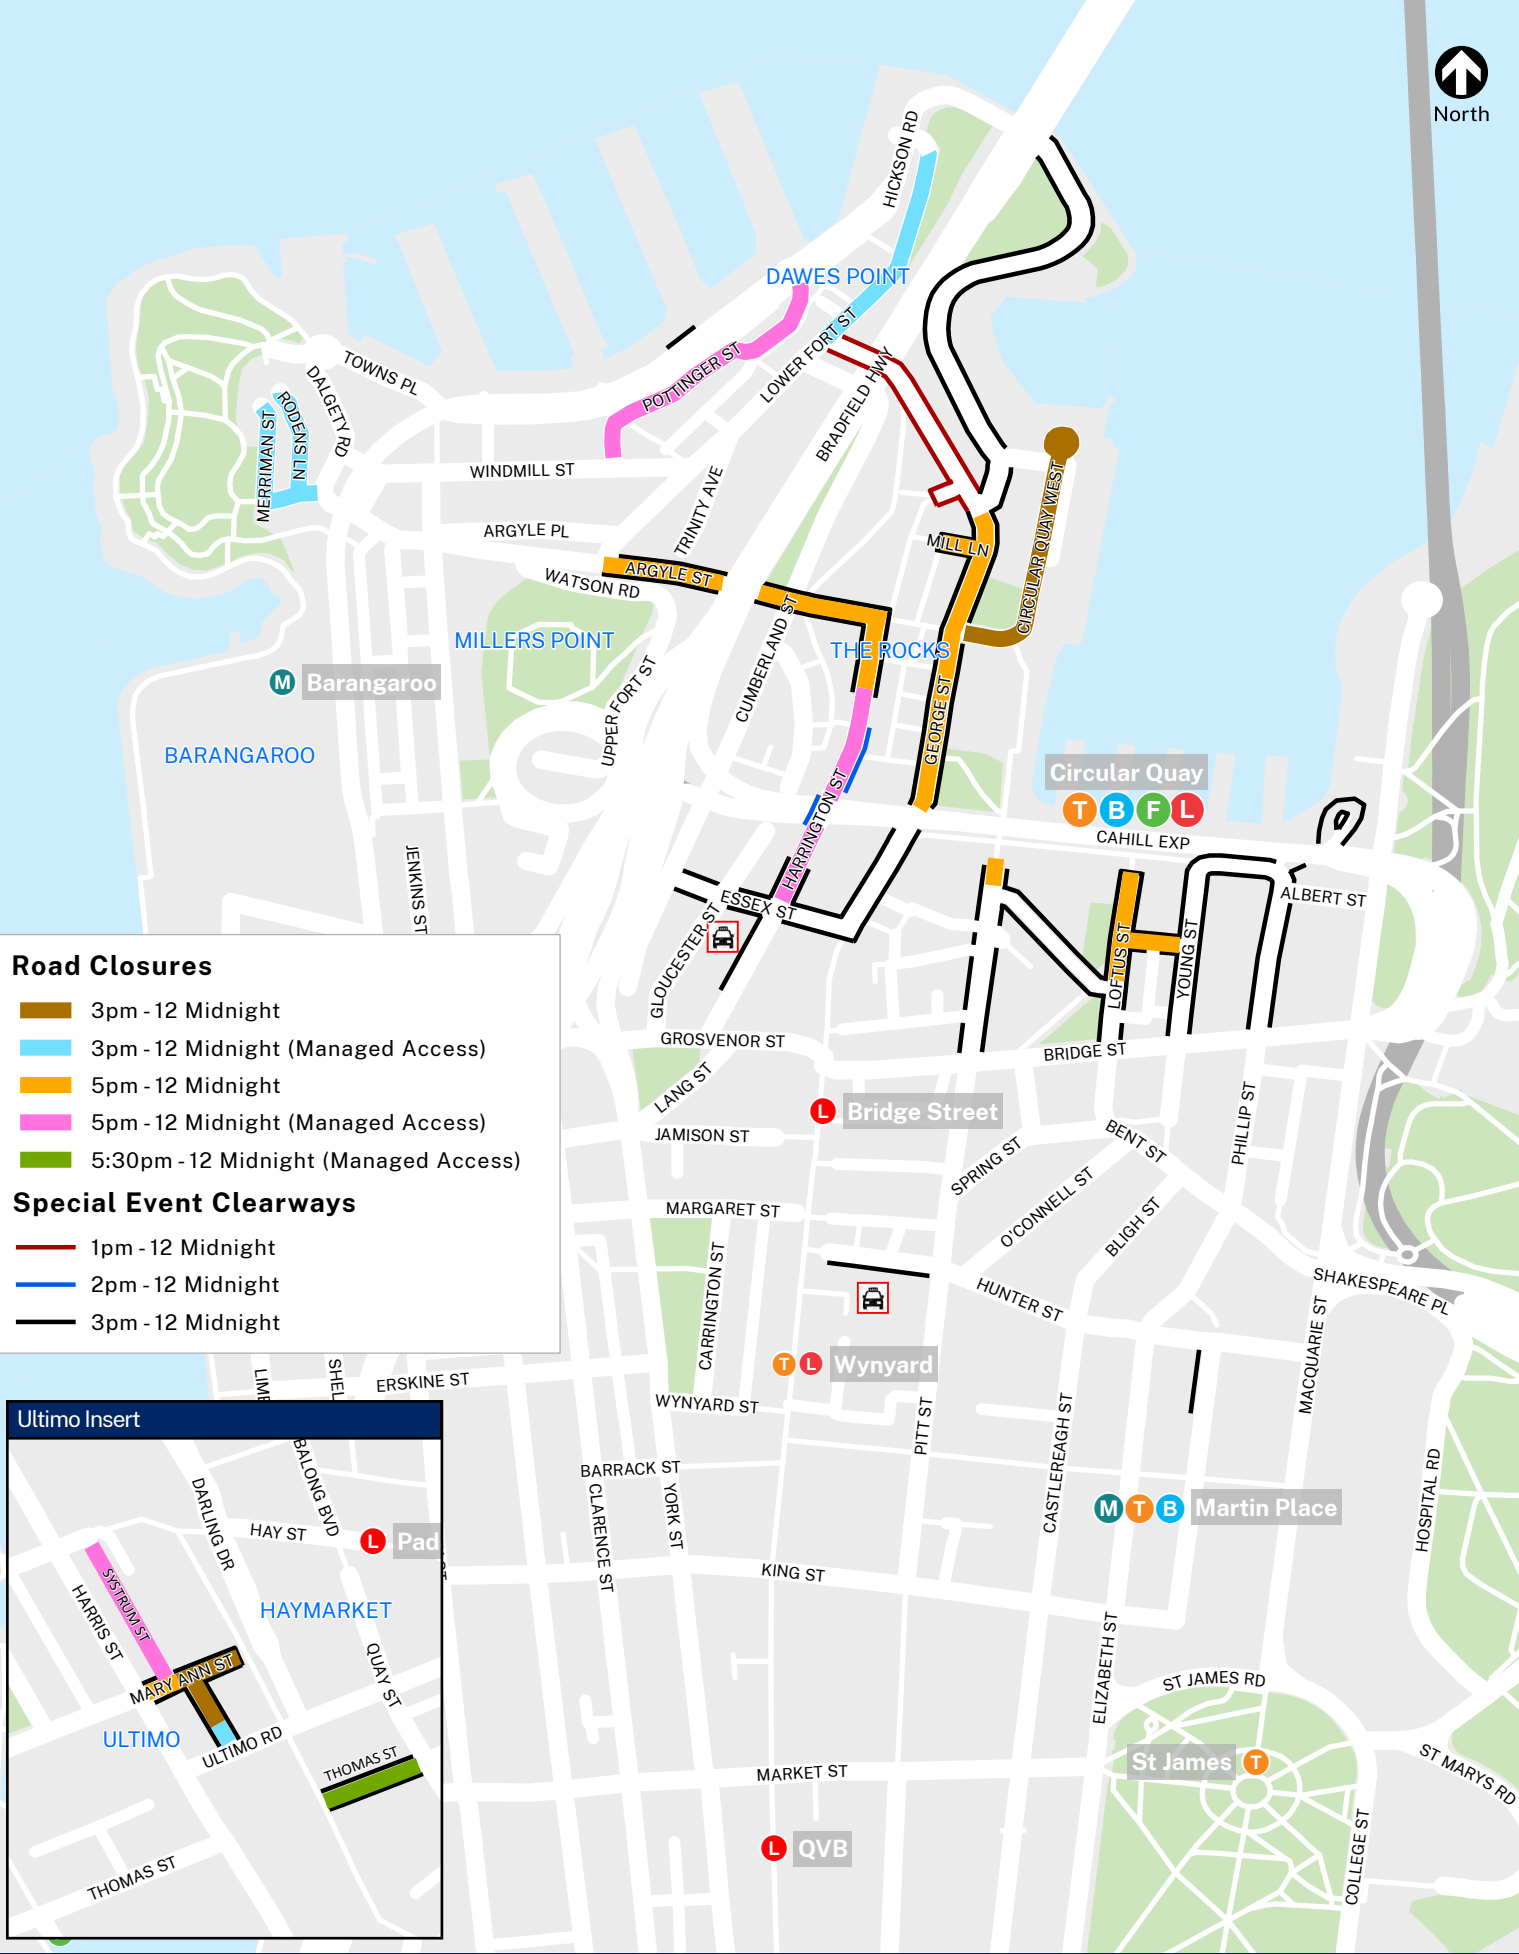 North
HICKSON RD
DAWES POINT
LOWER FORT ST
POTTINGER ST
TOWNS PL
DALGETY RD
RODENS LN
MERRIMAN ST
BRADFIELD HWY
WINDMILL ST
TRINITY AVE
CIRCULAR QUAY WEST
ARGYLE PL
MILL LN
ARGYLE ST
WATSON RD
CUMBERLAND ST
MILLERS POINT
THE ROCKS
M
Barangaroo
UPPER FORT ST
GEORGE ST
BARANGAROO
Circular Quay
T
B
F
L
CAHILL EXP
HARRINGTON ST
JENKINS ST
ESSEX ST
ALBERT ST
GLOUCESTER ST
LOFTUS ST
YOUNG ST
Road Closures
3pm - 12 Midnight
3pm - 12 Midnight (Managed Access)
5pm - 12 Midnight
5pm - 12 Midnight (Managed Access)
5:30pm - 12 Midnight (Managed Access)
Special Event Clearways
1pm - 12 Midnight
2pm - 12 Midnight
3pm - 12 Midnight
GROSVENOR ST
BRIDGE ST
LANG ST
L
Bridge Street
PHILLIP ST
JAMISON ST
BENT ST
SPRING ST
O'CONNELL ST
MARGARET ST
BLIGH ST
CARRINGTON ST
HUNTER ST
SHAKESPEARE PL
MACQUARIE ST
T
L
Wynyard
LIME
SHEL
ERSKINE ST
WYNYARD ST
PITT ST
CASTLEREAGH ST
BARRACK ST
CLARENCE ST
YORK ST
HOSPITAL RD
M
T
B
Martin Place
KING ST
ELIZABETH ST
ST JAMES RD
St James
T
ST MARYS RD
MARKET ST
L
QVB
COLLEGE ST
Ultimo Insert
BALONG BVD
DARLING DR
HAY ST
L
Pad
SYSTRUM ST
HARRIS ST
HAYMARKET
QUAY ST
MARY ANN ST
ULTIMO
ULTIMO RD
THOMAS ST
THOMAS ST